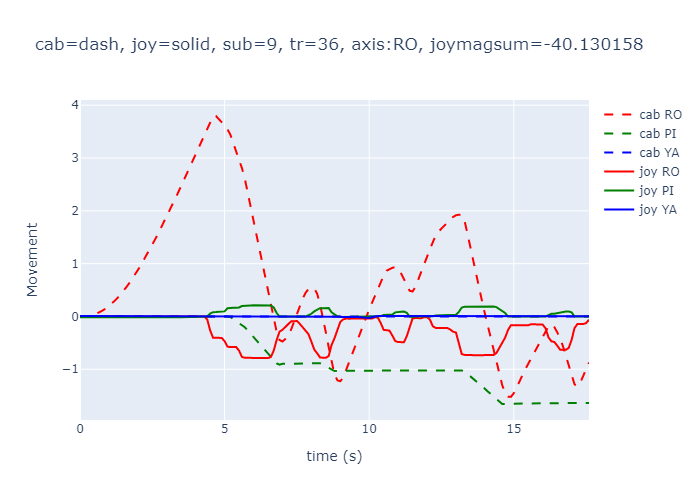 cab=dash, joy=solid, sub=9, tr=36, axis:RO, joymagsum=-40.130158
4
3
2
1
0
−1
Movement
0
5
10
15
time (s)
cab RO
cab PI
cab YA
joy RO
joy PI
joy YA